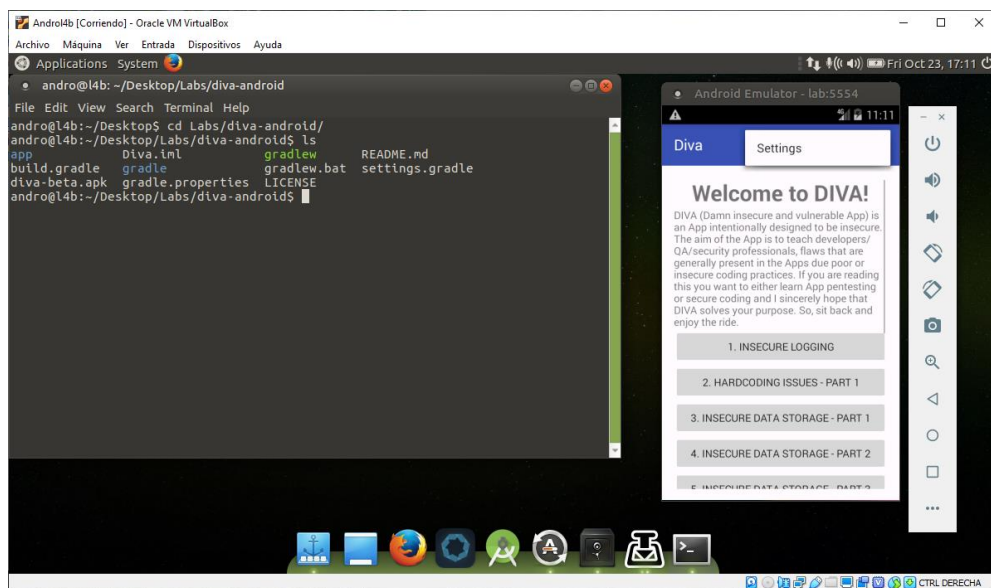 Androl4b [Corriendo] - Oracle VM VirtualBox
Archivo Máquina Ver Entrada Dispositivos Ayuda
Applications System Fri Oct 23, 17:11
andro@l4b: ~/Desktop/Labs/diva-android
File Edit View Search Terminal Help
andro@l4b:~/Desktop$ cd Labs/diva-android/
andro@l4b:~/Desktop/Labs/diva-android$ ls
app Diva.iml gradlew README.md
build.gradle gradle gradlew.bat settings.gradle
diva-beta.apk gradle.properties LICENSE
andro@l4b:~/Desktop/Labs/diva-android$
Android Emulator - lab:5554
11:11
Diva Settings
Welcome to DIVA!
DIVA (Damn insecure and vulnerable App) is
an App intentionally designed to be insecure.
The aim of the App is to teach developers/
QA/security professionals, flaws that are
generally present in the Apps due poor or
insecure coding practices. If you are reading
this you want to either learn App pentesting
or secure coding and I sincerely hope that
DIVA solves your purpose. So, sit back and
enjoy the ride.
1. INSECURE LOGGING
2. HARDCODING ISSUES - PART 1
3. INSECURE DATA STORAGE - PART 1
4. INSECURE DATA STORAGE - PART 2
5. INSECURE DATA STORAGE - PART 3
CTRL DERECHA